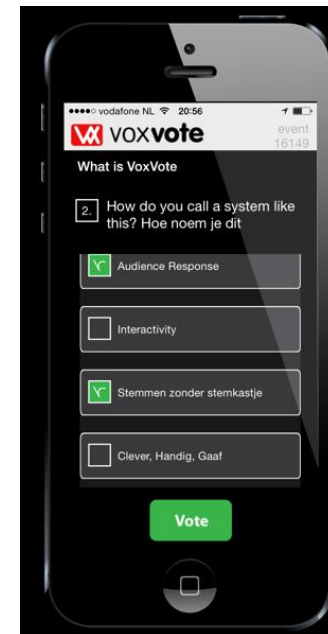 vodafone NL 20:56
VX voxvote
event
16149
What is VoxVote
2. How do you call a system like
this? Hoe noem je dit
Audience Response
Interactivity
Stemmen zonder stemkastje
Clever, Handig, Gaaf
Vote